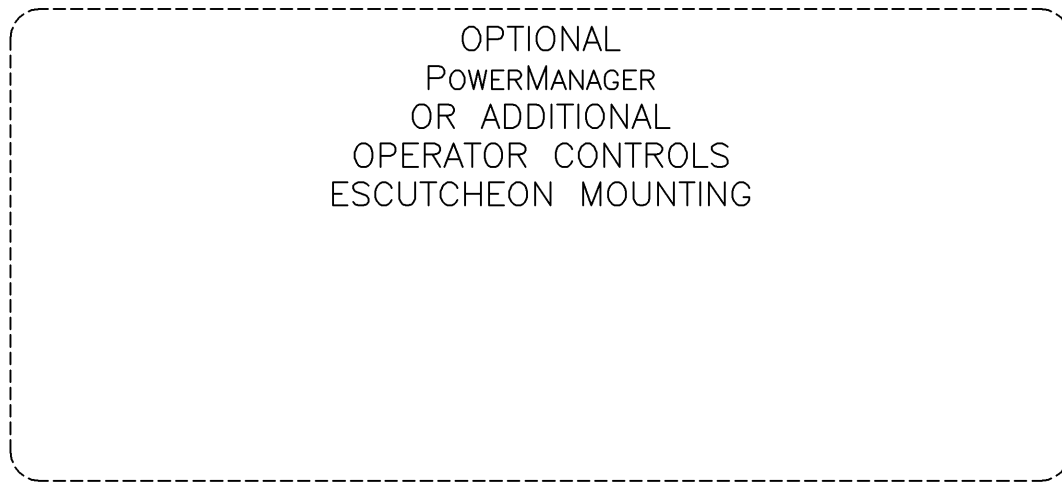 OPTIONAL
POWERMANAGER
OR ADDITIONAL
OPERATOR CONTROLS
ESCUTCHEON MOUNTING